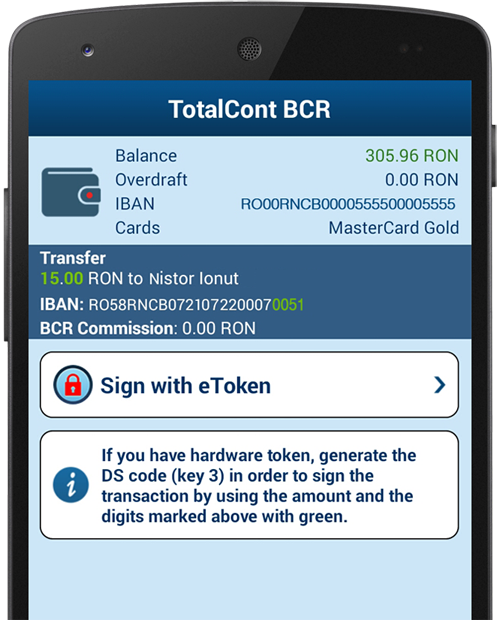 TotalCont BCR
Balance 305.96 RON
Overdraft 0.00 RON
IBAN RO00RNCB0000555500005555
Cards MasterCard Gold
Transfer
15.00 RON to Nistor Ionut
IBAN: RO58RNCB0721072200070051
BCR Commission: 0.00 RON
Sign with eToken
If you have hardware token, generate the
DS code (key 3) in order to sign the
transaction by using the amount and the
digits marked above with green.